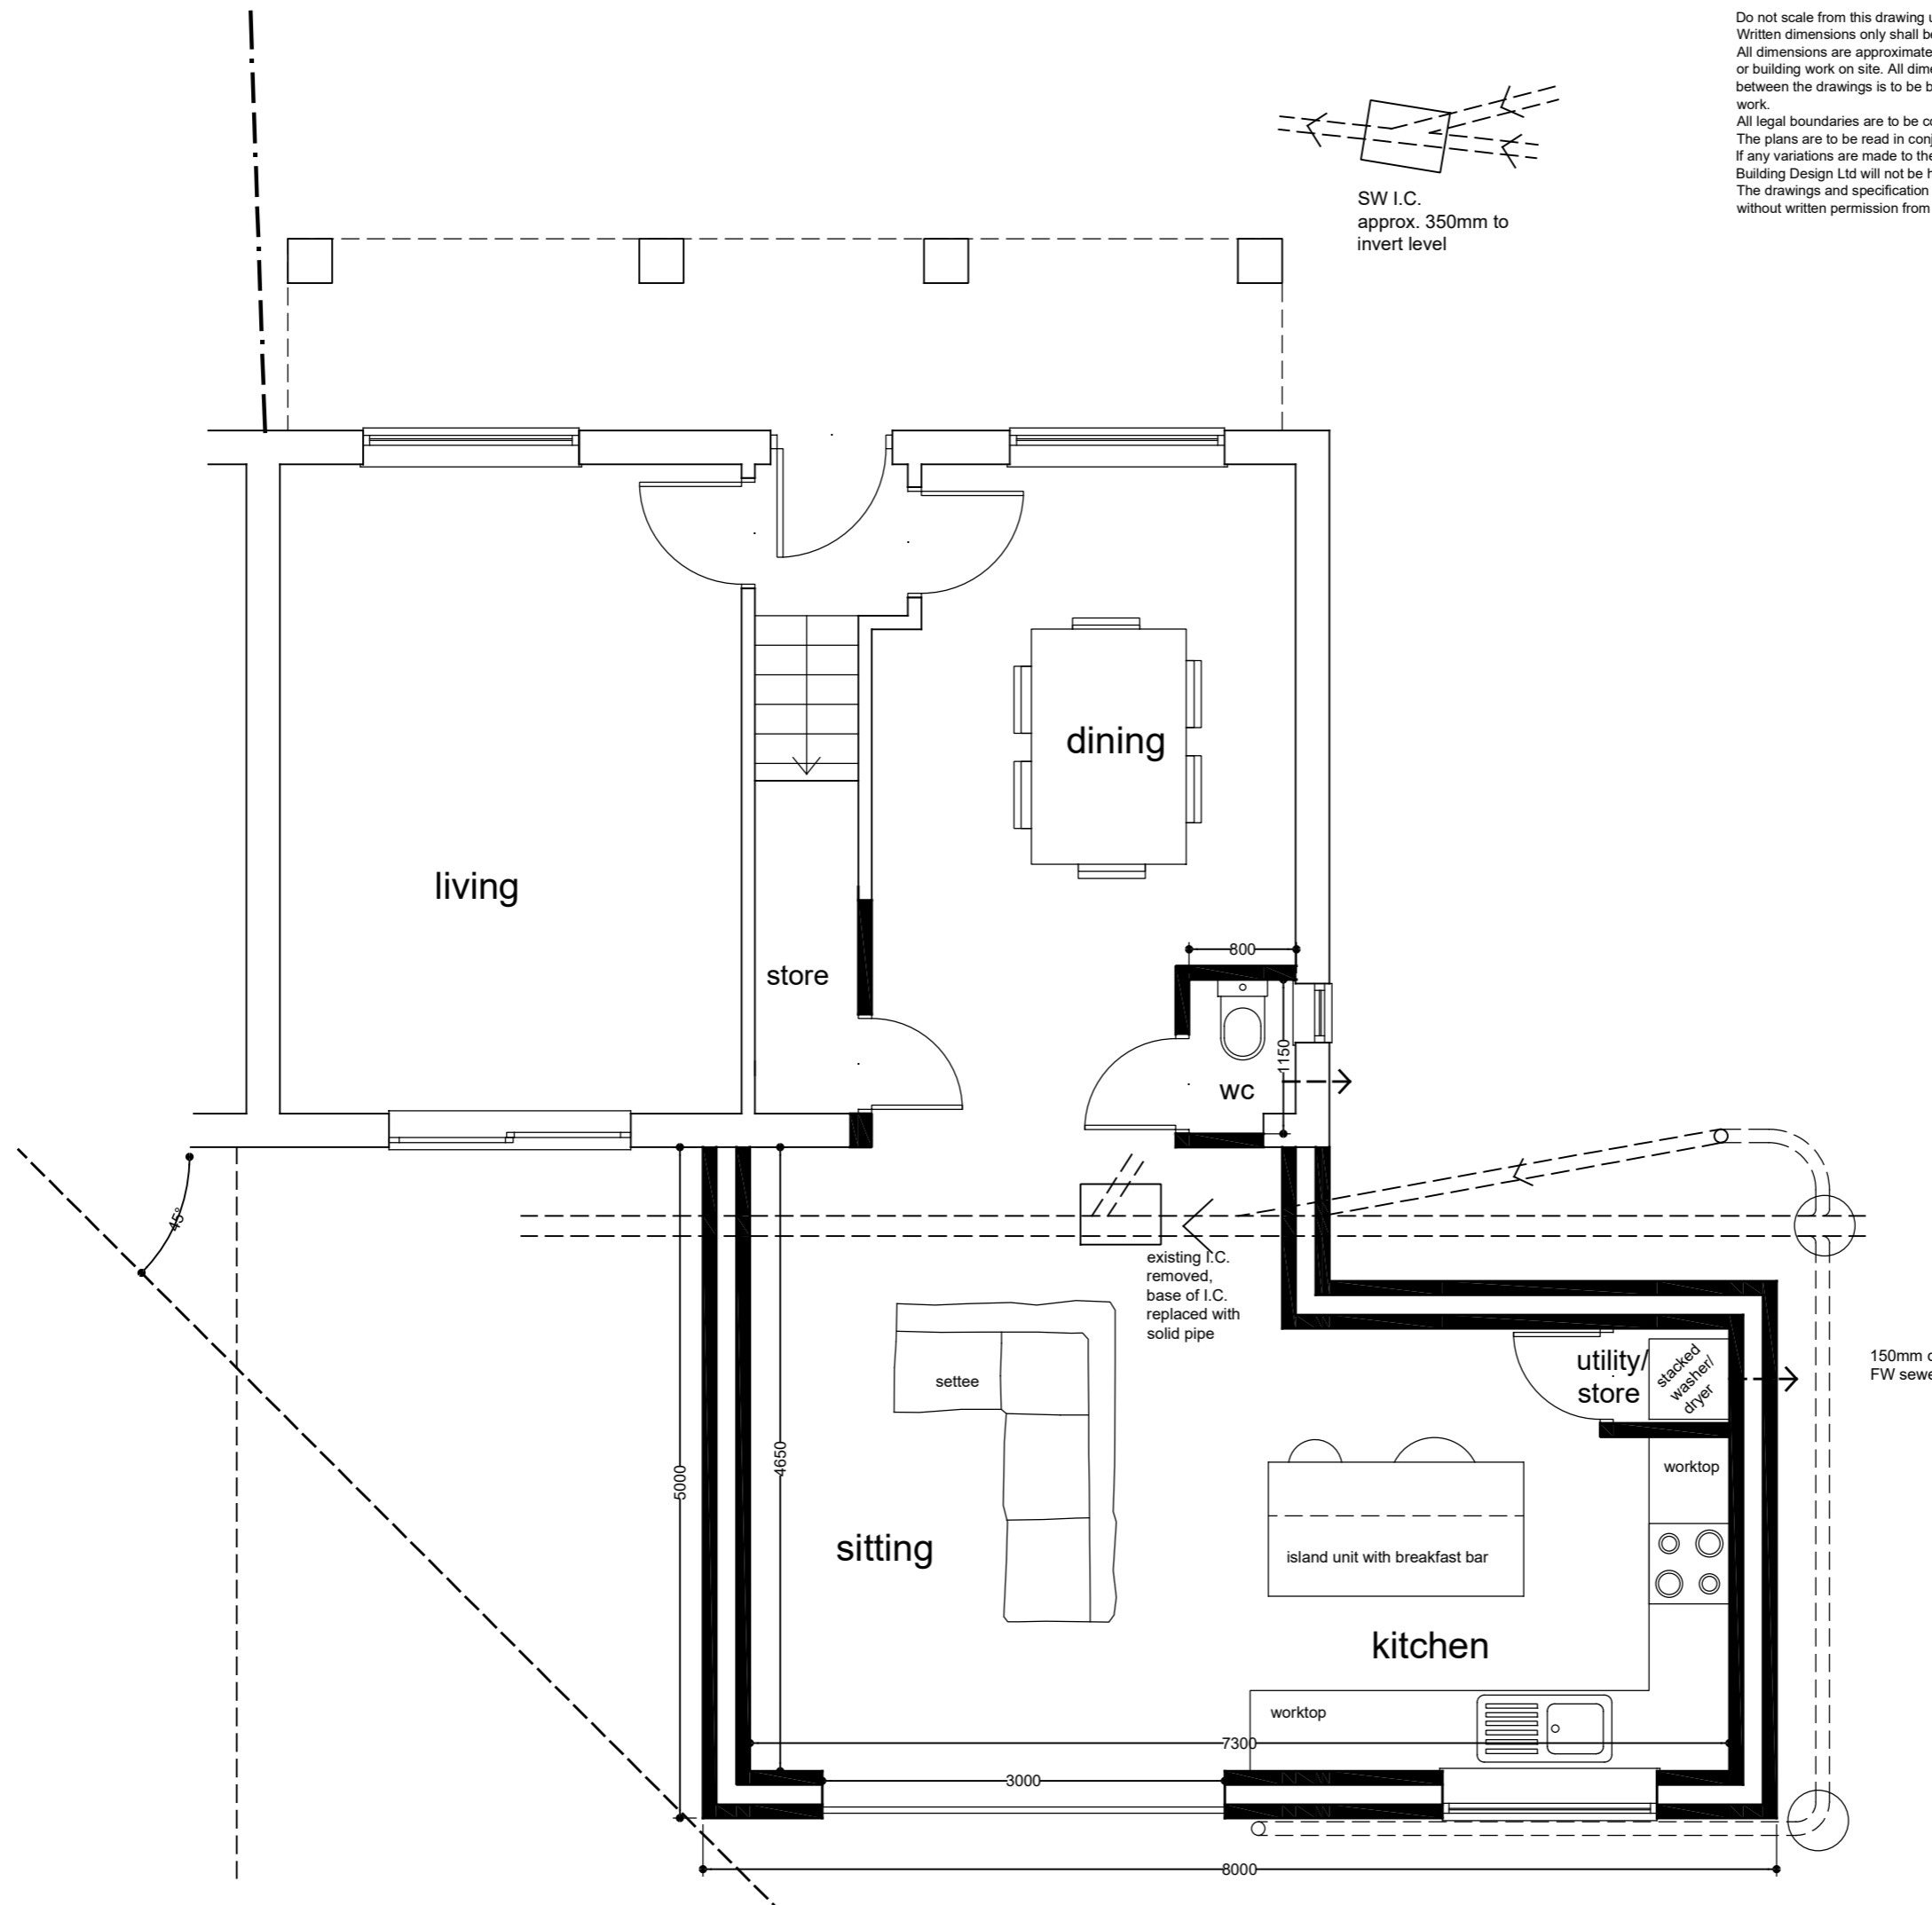 Do not scale from this drawing
Written dimensions only shall
All dimensions are approximate
or building work on site. All
between the drawings is to be
work.
All legal boundaries are to be
The plans are to be read in
If any variations are made to
Building Design Ltd will not be
The drawings and specification
without written permission from
SW I.C.
approx. 350mm to
invert level
dining
living
800
store
1150
wc
45°
existing I.C.
removed,
base of I.C.
replaced with
solid pipe
150mm
FW
utility/
store
stacked
washer/
dryer
settee
5000
4650
worktop
sitting
island unit with breakfast bar
kitchen
worktop
7300
3000
8000